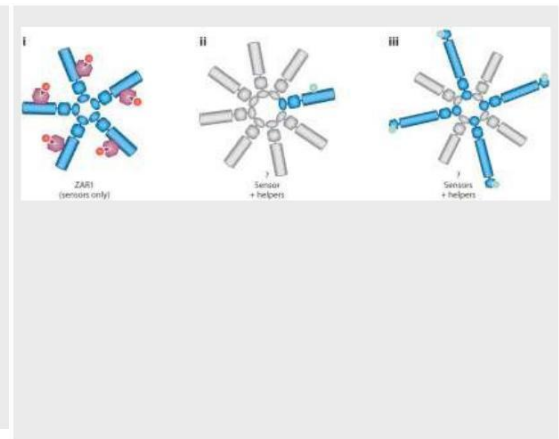 i
ii
iii
ZAR1
(sensors only)
?
Sensor
+ helpers
?
Sensors
+ helpers